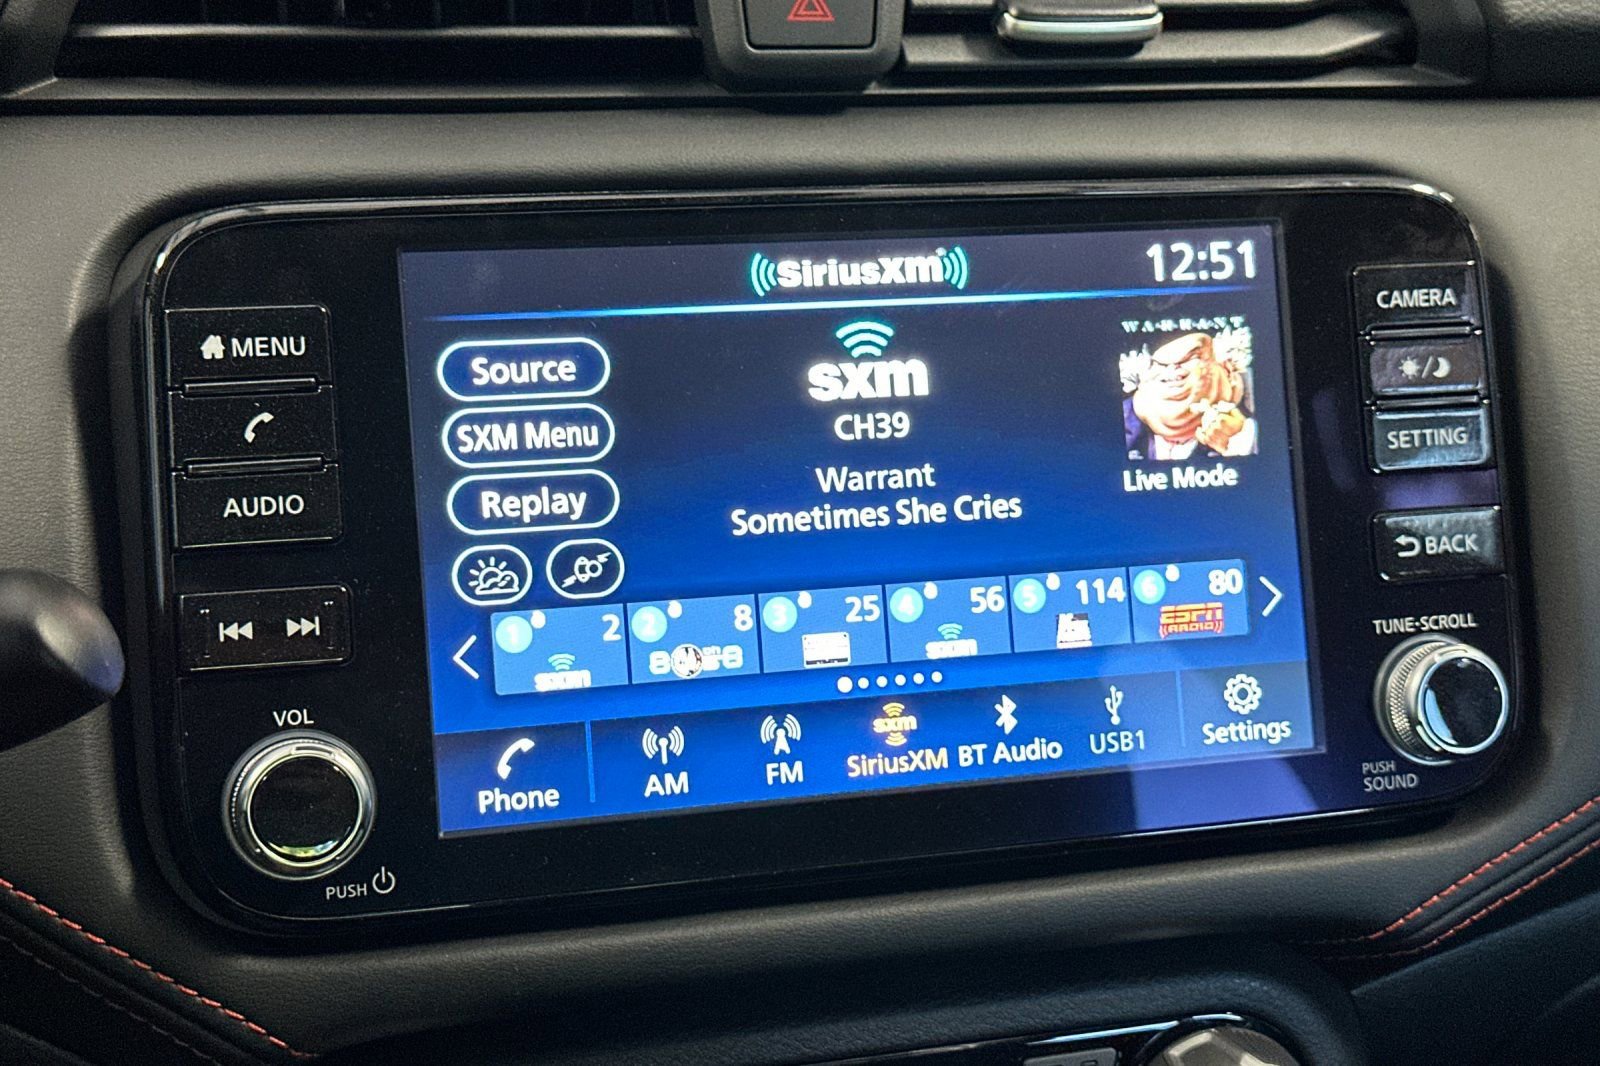 SiriusXM
12:51
MENU
AUDIO
VOL
PUSH
Source
SXM Menu
Replay
sxm
CH39
Warrant
Sometimes She Cries
WARRANT
Live Mode
1 2
sxm
2 8
3 25
4 56
sxm
5 114
6 80
ESPN
RADIO
Phone
AM
FM
sxm
SiriusXM
BT Audio
USB1
Settings
CAMERA
SETTING
BACK
TUNE·SCROLL
PUSH
SOUND